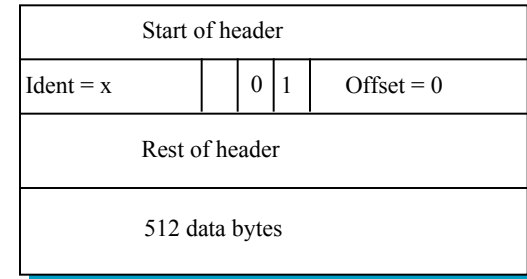 Start of header
Ident = x 0 1 Offset = 0
Rest of header
512 data bytes